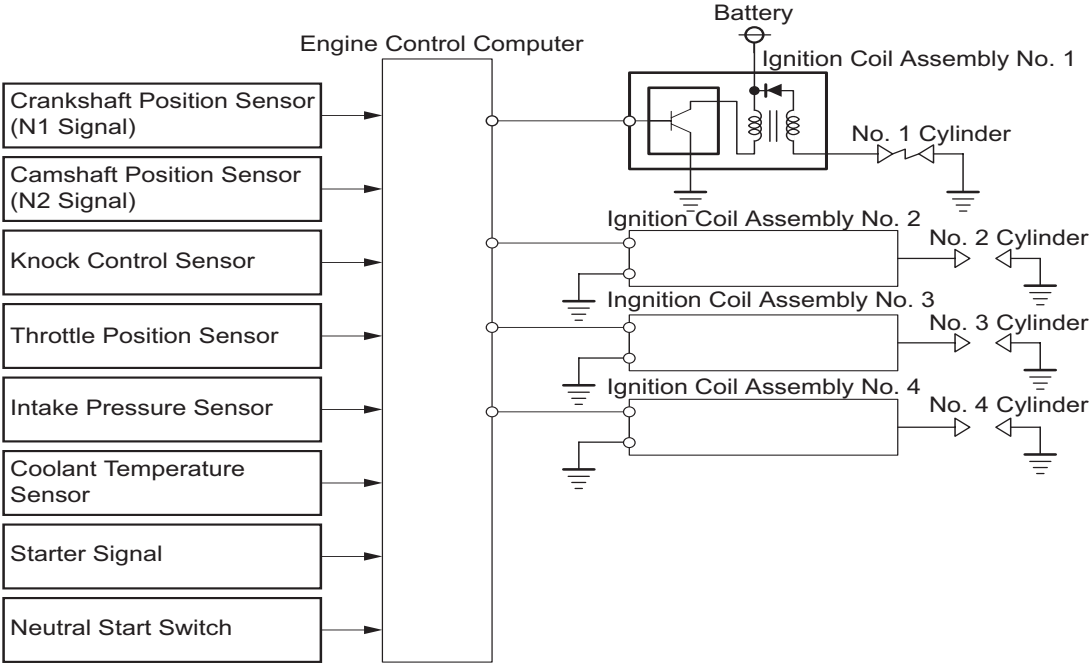 Battery
Engine Control Computer
Ignition Coil Assembly No. 1
Crankshaft Position Sensor
(N1 Signal)
No. 1 Cylinder
Camshaft Position Sensor
(N2 Signal)
Ignition Coil Assembly No. 2
No. 2 Cylinder
Knock Control Sensor
Ingnition Coil Assembly No. 3
No. 3 Cylinder
Throttle Position Sensor
Ignition Coil Assembly No. 4
No. 4 Cylinder
Intake Pressure Sensor
Coolant Temperature
Sensor
Starter Signal
Neutral Start Switch